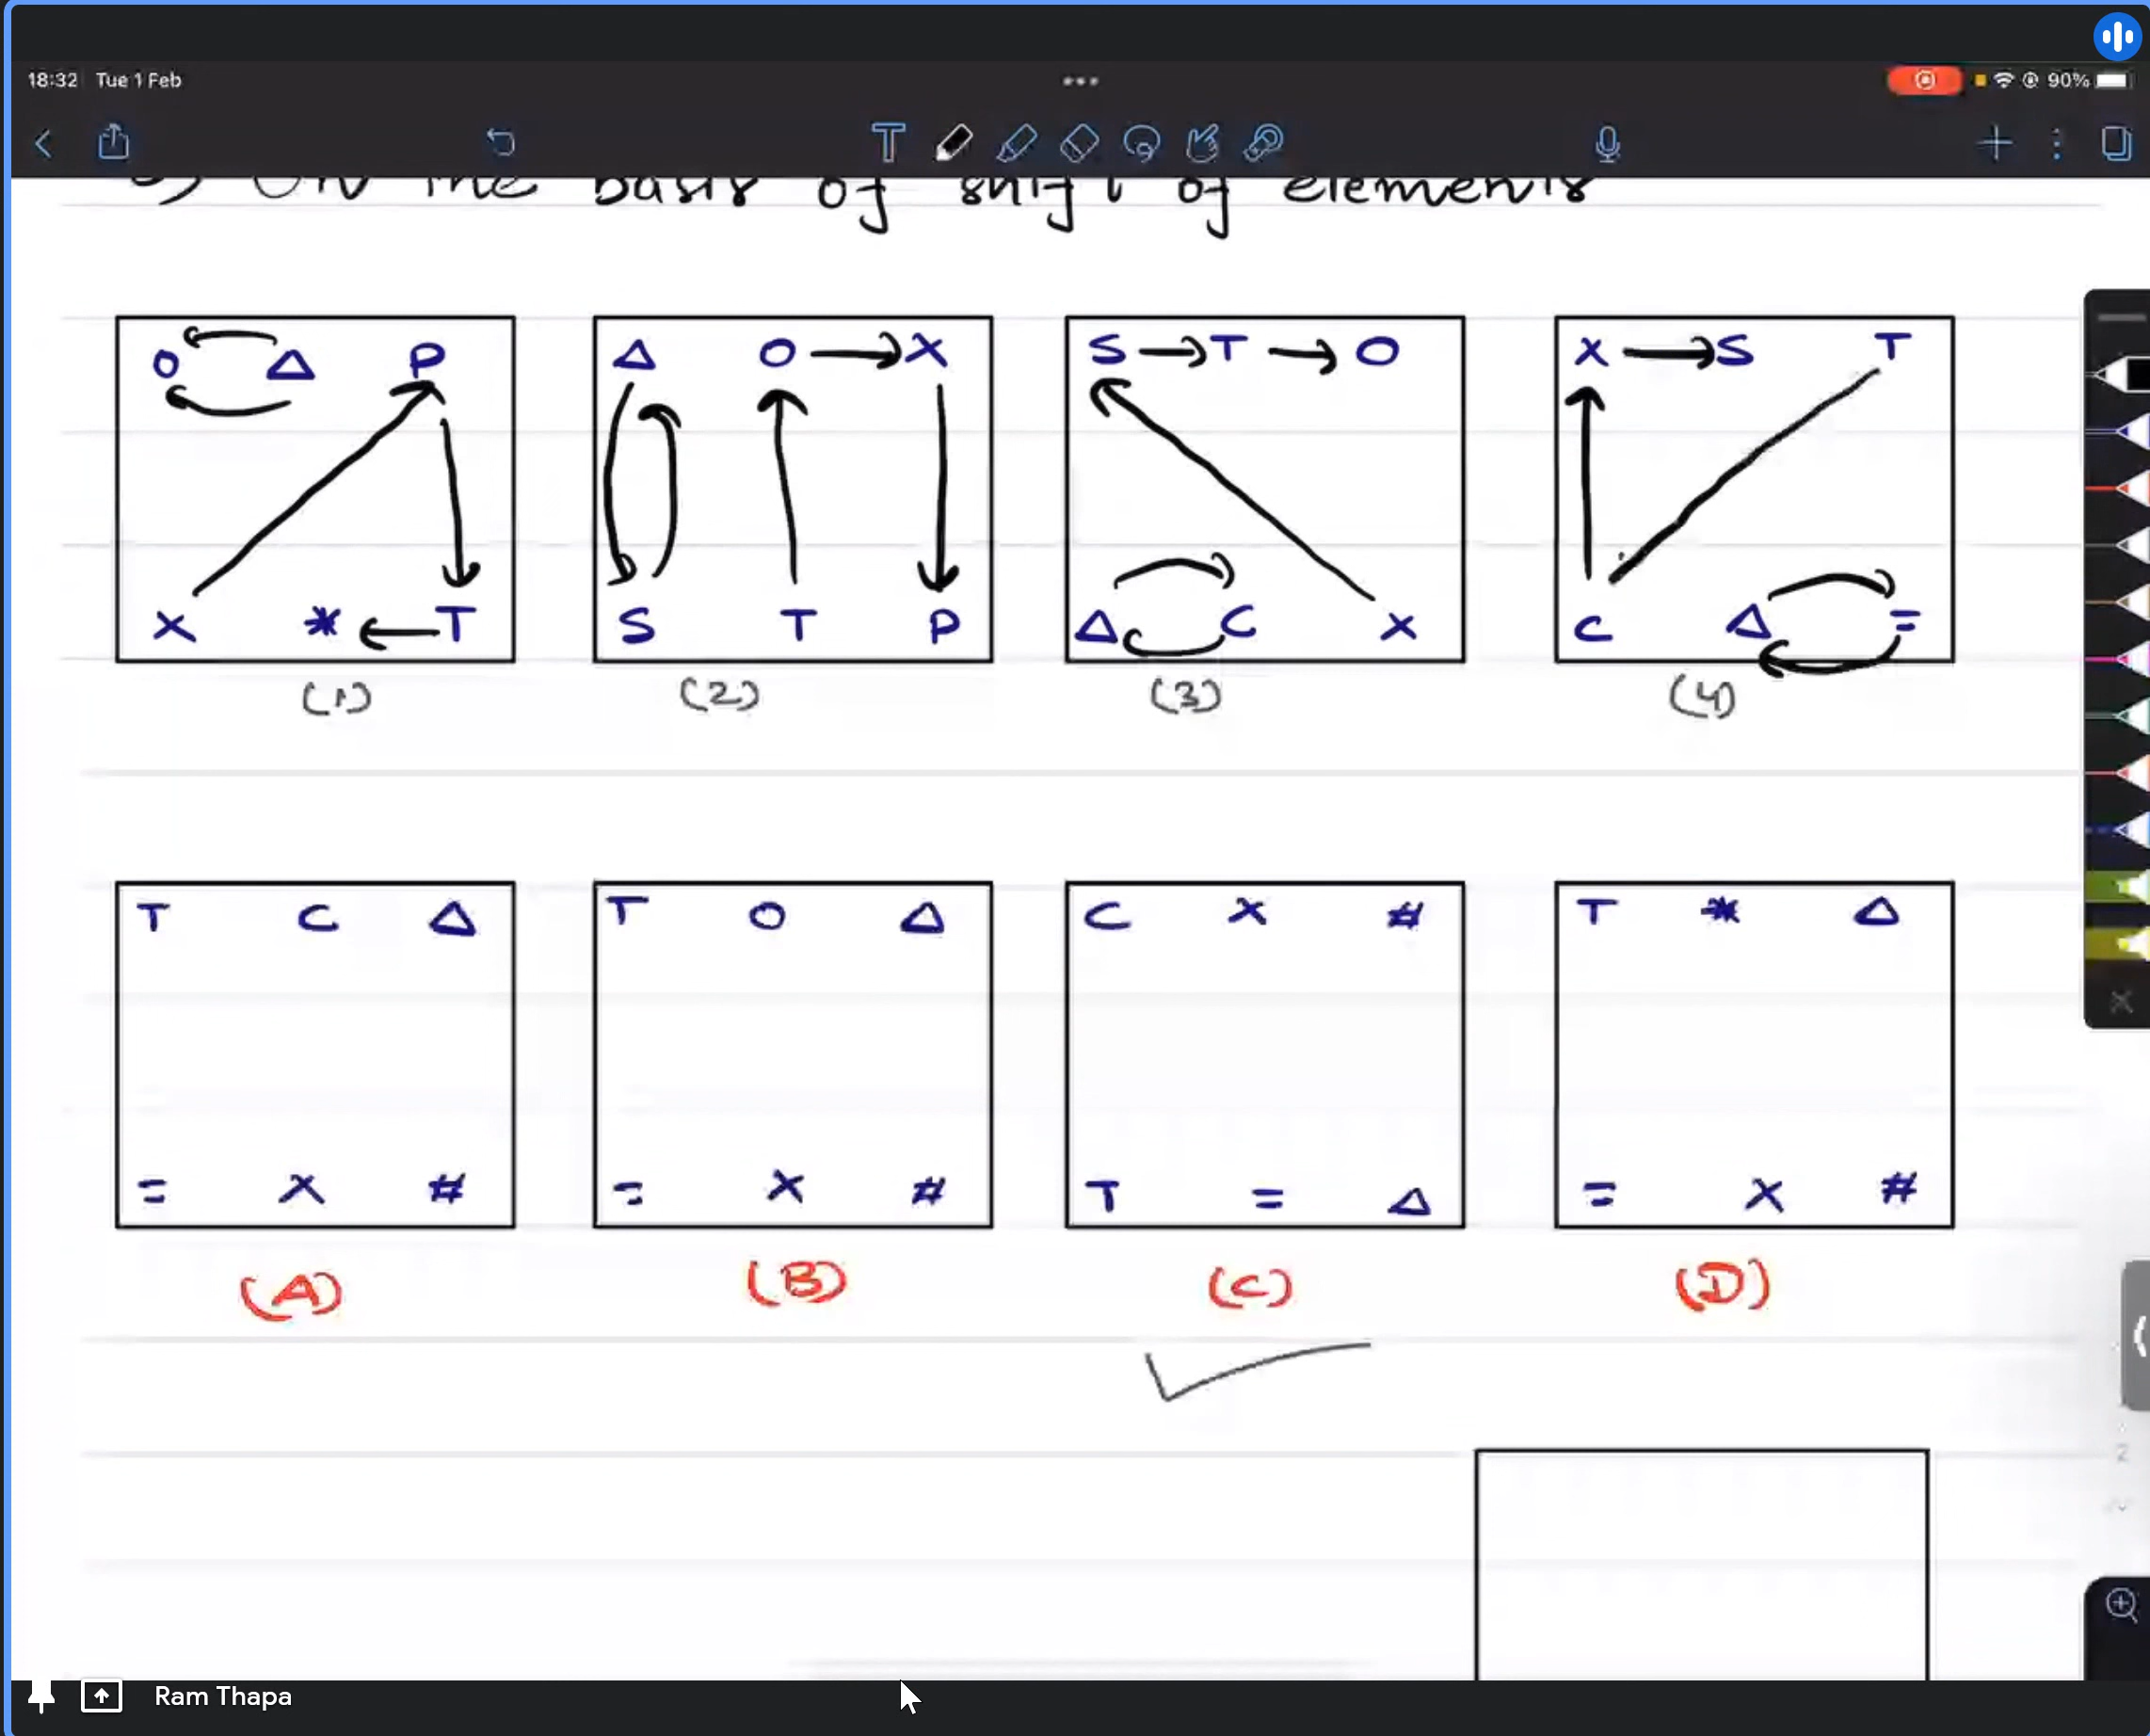 18:32 Tue 1 Feb
90%
On the basis of shift of elements
O Δ P
X * T
(1)
Δ O X
S T P
(2)
S T O
Δ C X
(3)
X S T
C Δ =
(4)
T C Δ
= X #
(A)
T O Δ
= X #
(B)
C X #
T = Δ
(C)
T * Δ
= X #
(D)
2
Ram Thapa